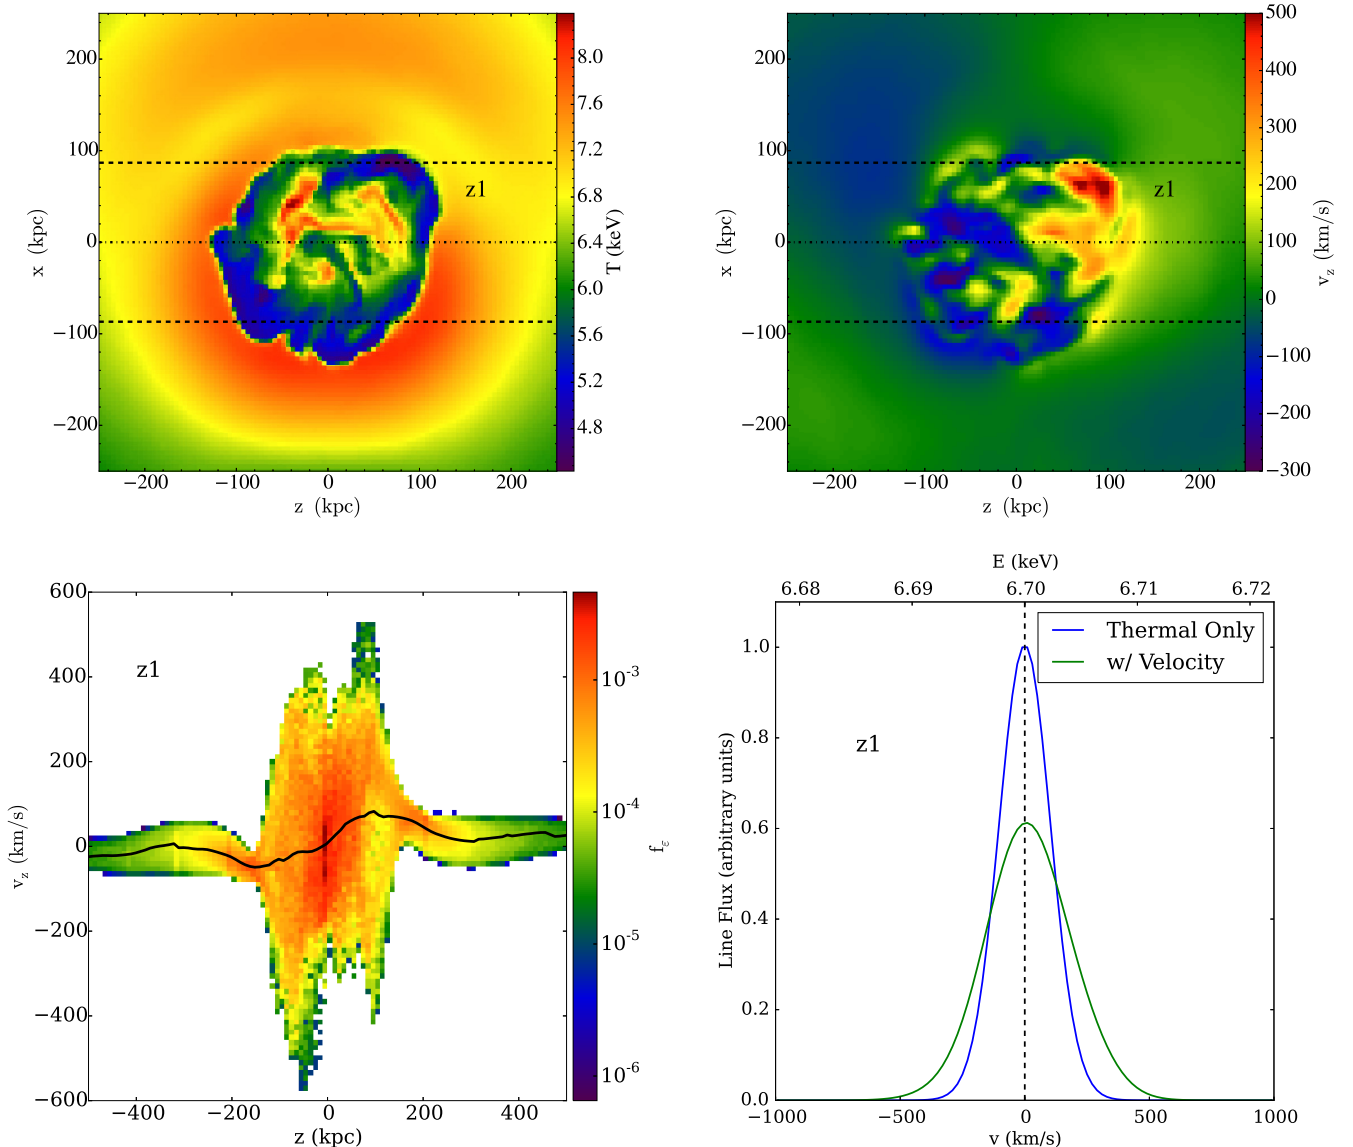 200
100
0
−100
−200
x (kpc)
−200 −100 0 100 200
z (kpc)
z1
8.0
7.6
7.2
6.8
6.4
6.0
5.6
5.2
4.8
T (keV)
200
100
0
−100
−200
x (kpc)
−200 −100 0 100 200
z (kpc)
z1
500
400
300
200
100
0
−100
−200
−300
v_z (km/s)
600
400
200
0
−200
−400
−600
v_z (km/s)
−400 −200 0 200 400
z (kpc)
z1
10^-3
10^-4
10^-5
10^-6
f_ε
E (keV)
6.68 6.69 6.70 6.71 6.72
Thermal Only
w/ Velocity
z1
1.0
0.8
0.6
0.4
0.2
0.0
Line Flux (arbitrary units)
−1000 −500 0 500 1000
v (km/s)